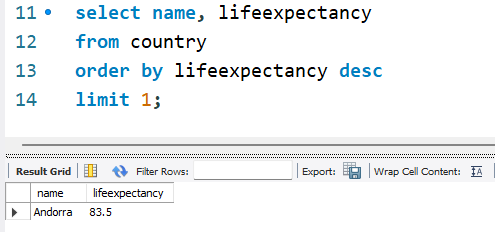 11 select name, lifeexpectancy
12 from country
13 order by lifeexpectancy desc
14 limit 1;
Result Grid Filter Rows: Export: Wrap Cell Content:
name lifeexpectancy
Andorra 83.5